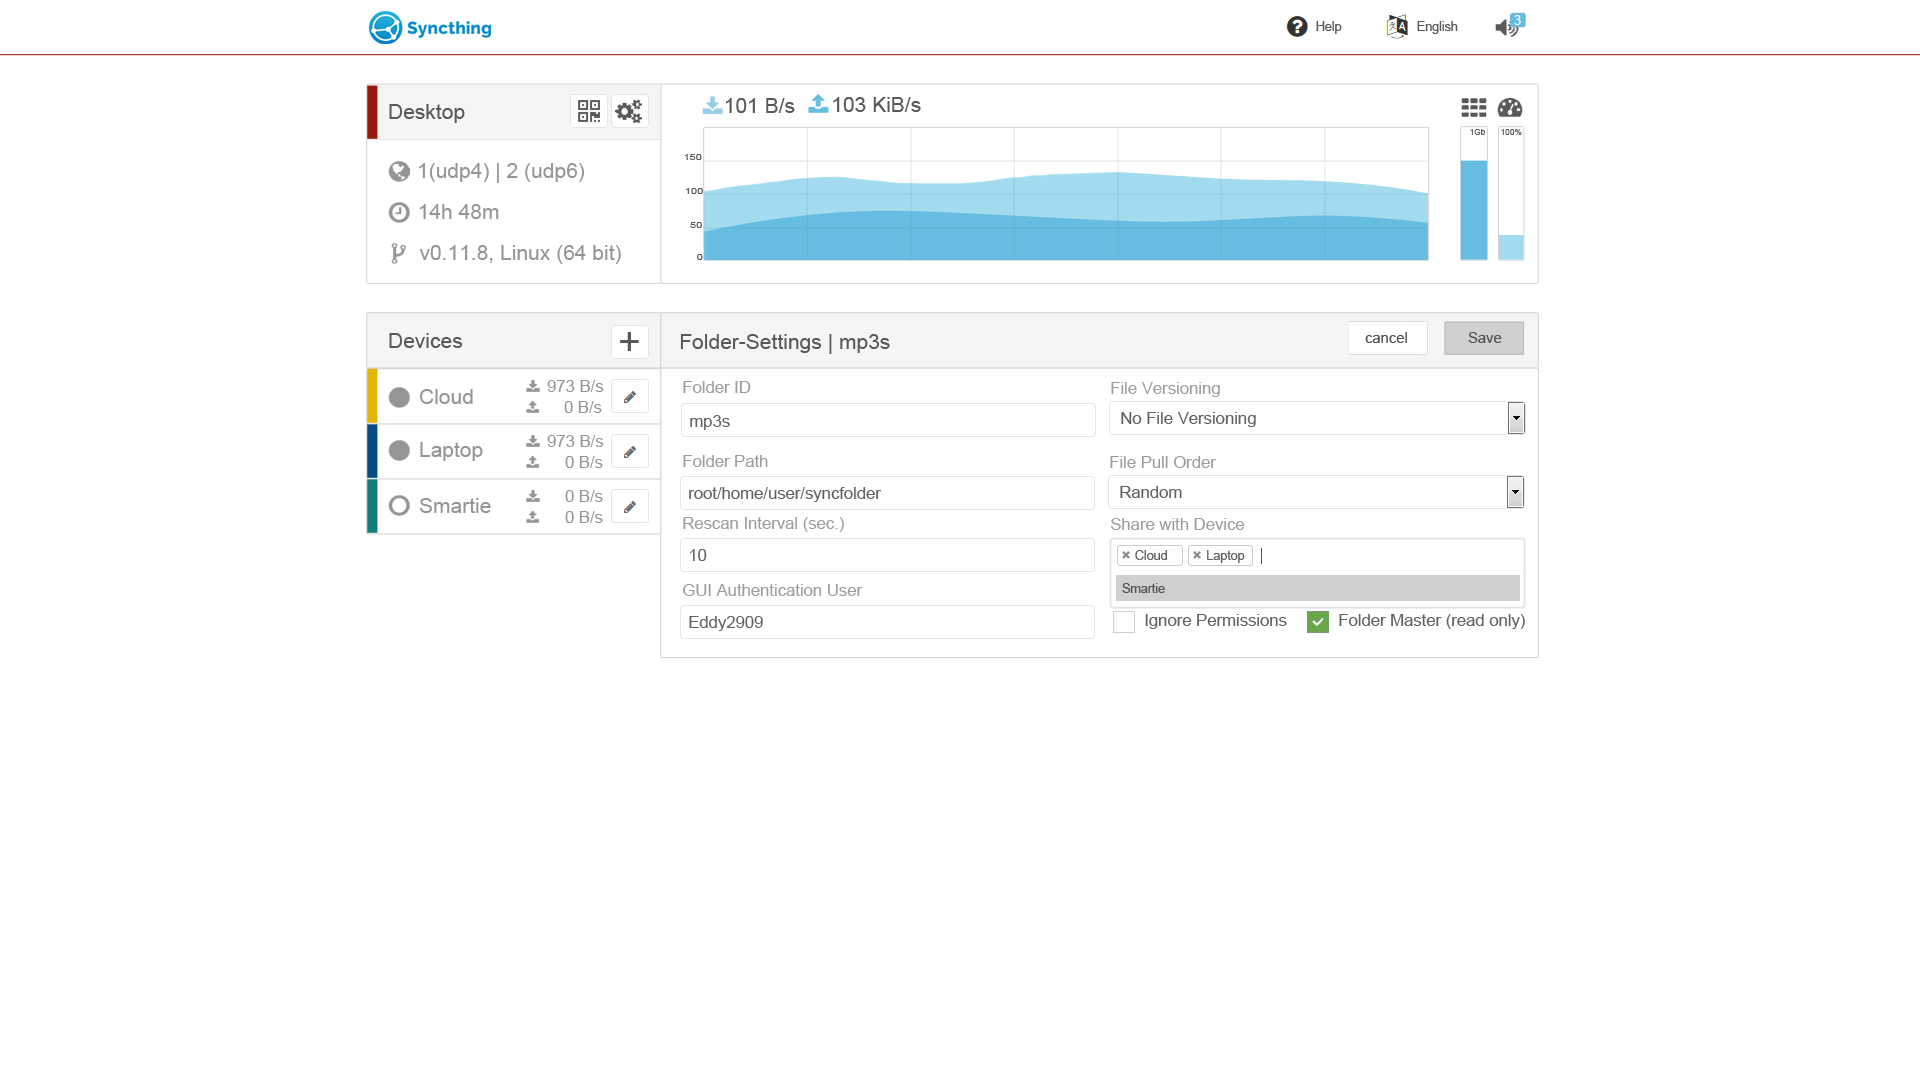 Syncthing
Help
English
3
Desktop
1(udp4) | 2 (udp6)
14h 48m
v0.11.8, Linux (64 bit)
101 B/s 103 KiB/s
150
100
50
0
1Gb
100%
Devices
Cloud
973 B/s
0 B/s
Laptop
973 B/s
0 B/s
Smartie
0 B/s
0 B/s
Folder-Settings | mp3s
cancel
Save
Folder ID
mp3s
Folder Path
root/home/user/syncfolder
Rescan Interval (sec.)
10
GUI Authentication User
Eddy2909
File Versioning
No File Versioning
File Pull Order
Random
Share with Device
Cloud Laptop
Smartie
Ignore Permissions Folder Master (read only)